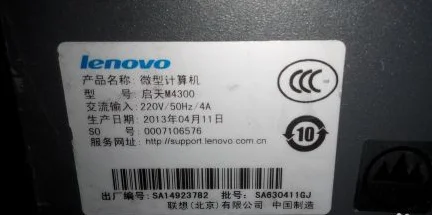 lenovo
产品名称: 微型计算机
型 号: 启天M4300
交流输入: 220V/50Hz/4A
生产日期: 2013年04月11日
SO 号: 0007106576
服务网址: http://support.lenovo.com.cn
CCC
10
出厂编号: SA14923782 批号: SA630411GJ
联想(北京)有限公司 中国制造